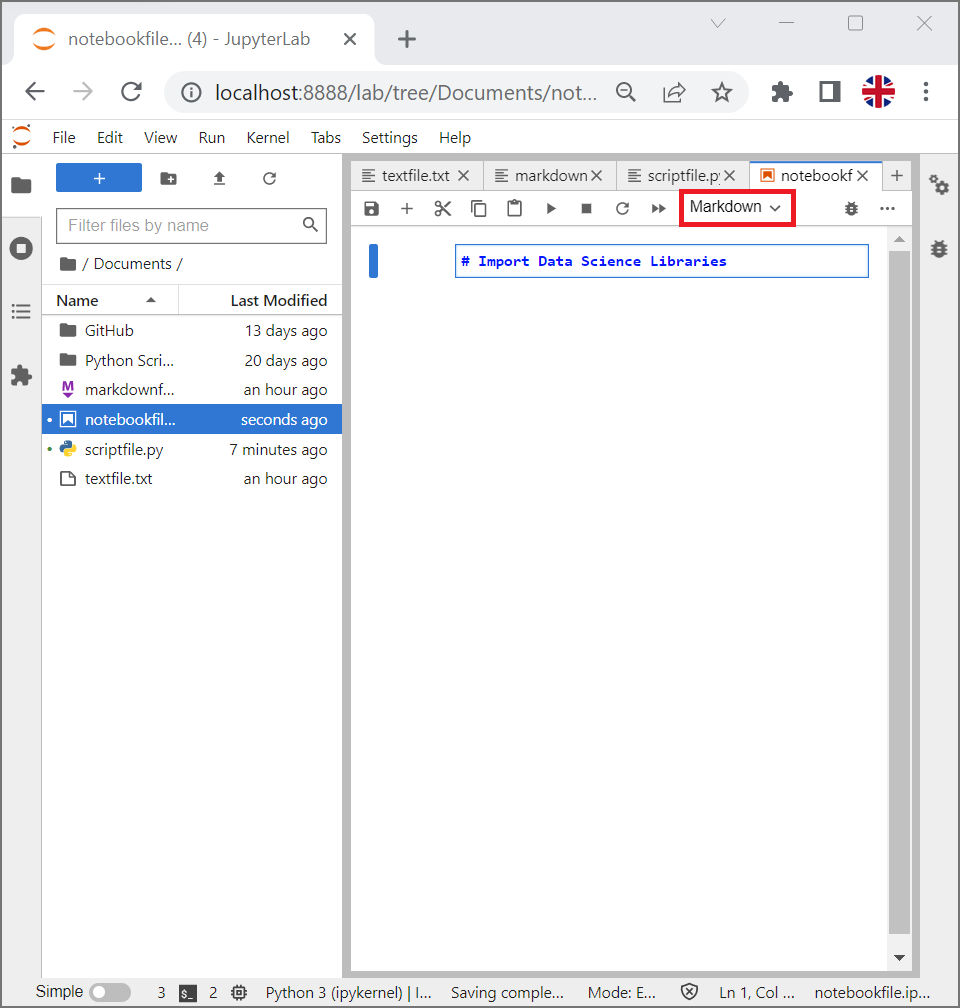 notebookfile... (4) - JupyterLab
localhost:8888/lab/tree/Documents/not...
File Edit View Run Kernel Tabs Settings Help
textfile.txt markdown scriptfile.py notebookf
Filter files by name
Markdown
/ Documents /
# Import Data Science Libraries
Name Last Modified
GitHub 13 days ago
Python Scri... 20 days ago
markdownf... an hour ago
notebookfil... seconds ago
scriptfile.py 7 minutes ago
textfile.txt an hour ago
Simple 3 $_ 2 Python 3 (ipykernel) | I... Saving comple... Mode: E... Ln 1, Col ... notebookfile.ip...